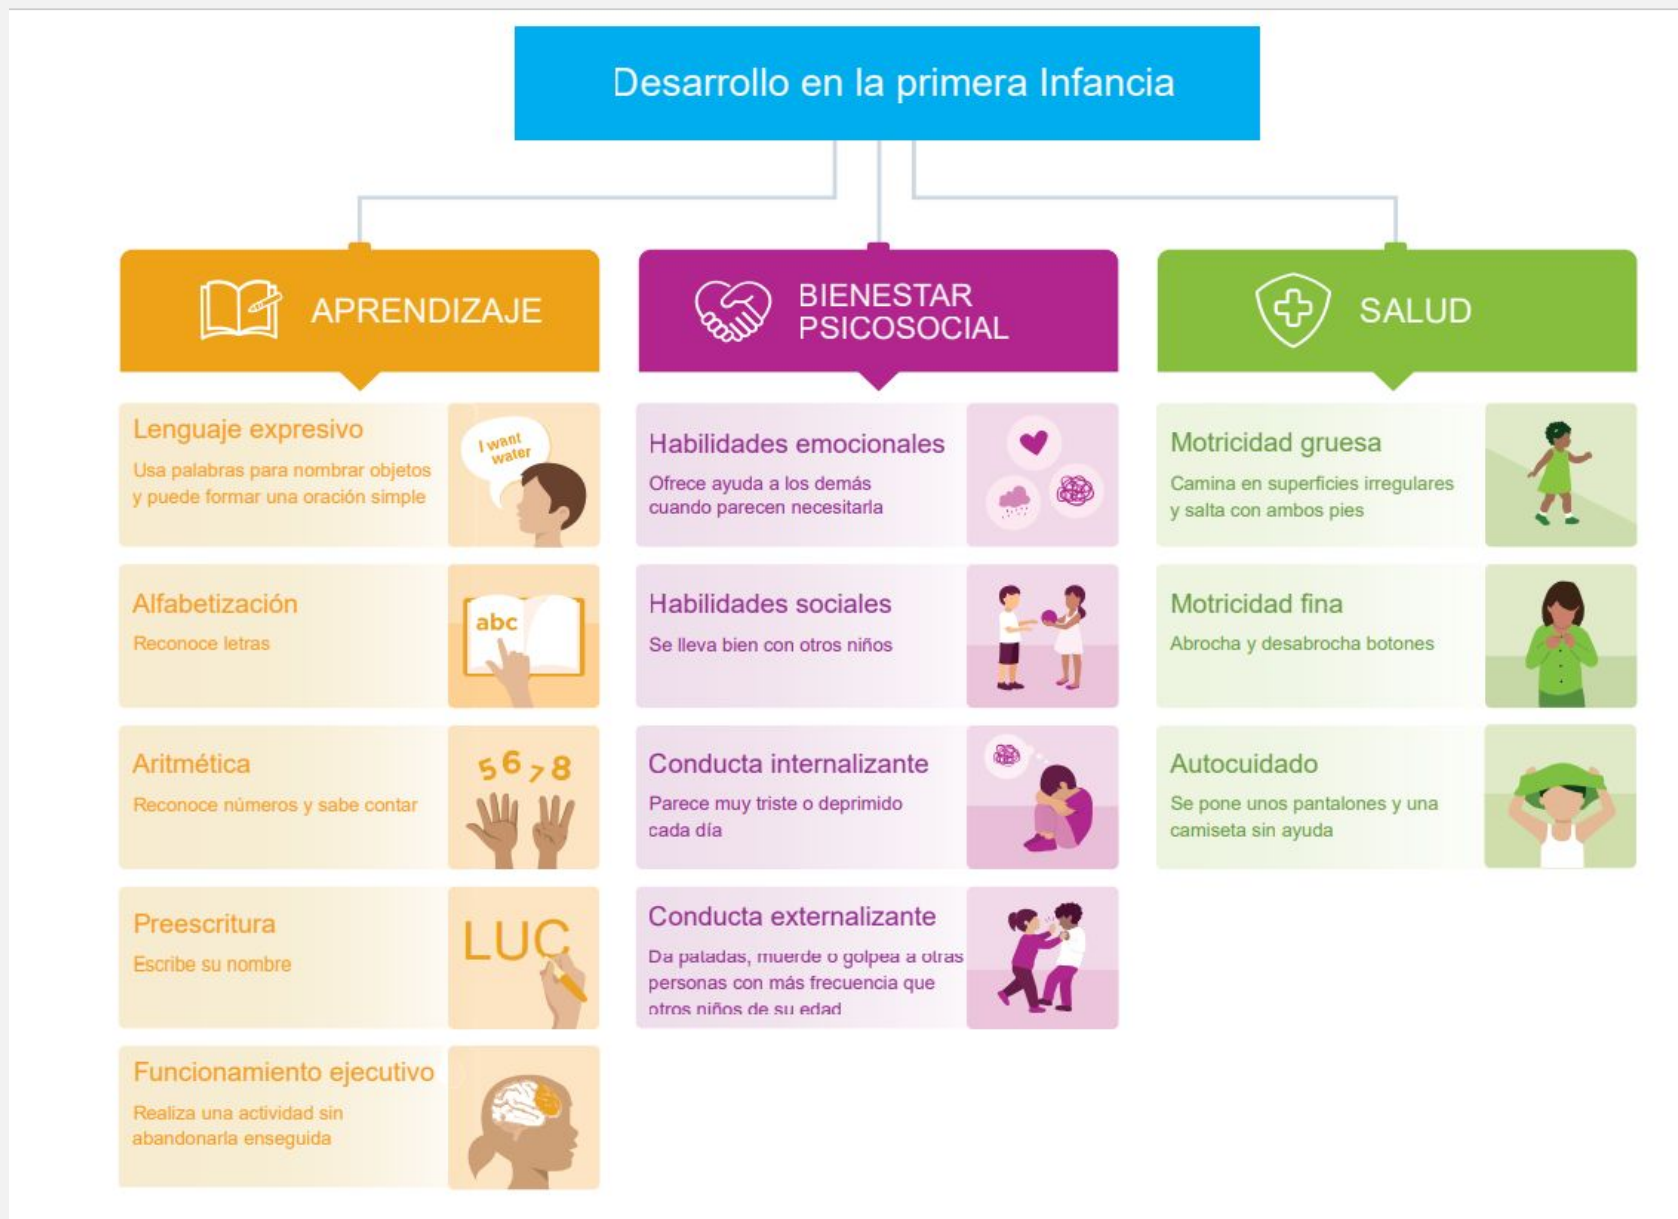 Desarrollo en la primera Infancia
APRENDIZAJE
Lenguaje expresivo
Usa palabras para nombrar objetos
y puede formar una oración simple
I want
water
Alfabetización
Reconoce letras
abc
Aritmética
Reconoce números y sabe contar
5 6 7 8
Preescritura
Escribe su nombre
LUC
Funcionamiento ejecutivo
Realiza una actividad sin
abandonarla enseguida
BIENESTAR
PSICOSOCIAL
Habilidades emocionales
Ofrece ayuda a los demás
cuando parecen necesitarla
Habilidades sociales
Se lleva bien con otros niños
Conducta internalizante
Parece muy triste o deprimido
cada día
Conducta externalizante
Da patadas, muerde o golpea a otras
personas con más frecuencia que
otros niños de su edad
SALUD
Motricidad gruesa
Camina en superficies irregulares
y salta con ambos pies
Motricidad fina
Abrocha y desabrocha botones
Autocuidado
Se pone unos pantalones y una
camiseta sin ayuda